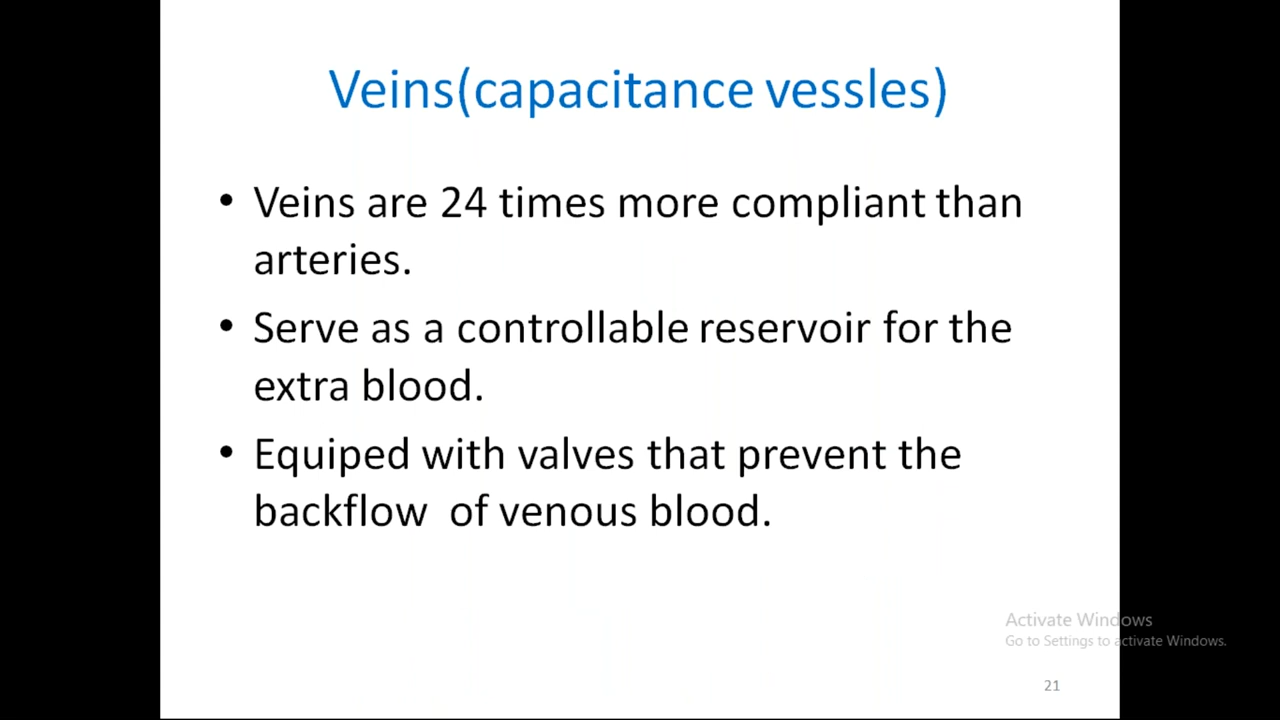 Veins(capacitance vessles)
• Veins are 24 times more compliant than
arteries.
• Serve as a controllable reservoir for the
extra blood.
• Equiped with valves that prevent the
backflow  of venous blood.
Activate Windows
Go to Settings to activate Windows.
21